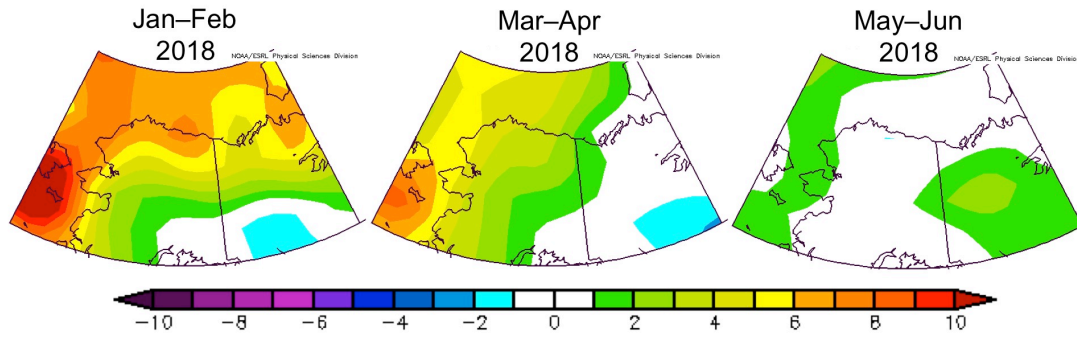 Jan–Feb
2018
NOAA/ESRL Physical Sciences Division
Mar–Apr
2018
NOAA/ESRL Physical Sciences Division
May–Jun
2018
NOAA/ESRL Physical Sciences Divisio
-10 -8 -6 -4 -2 0 2 4 6 8 10